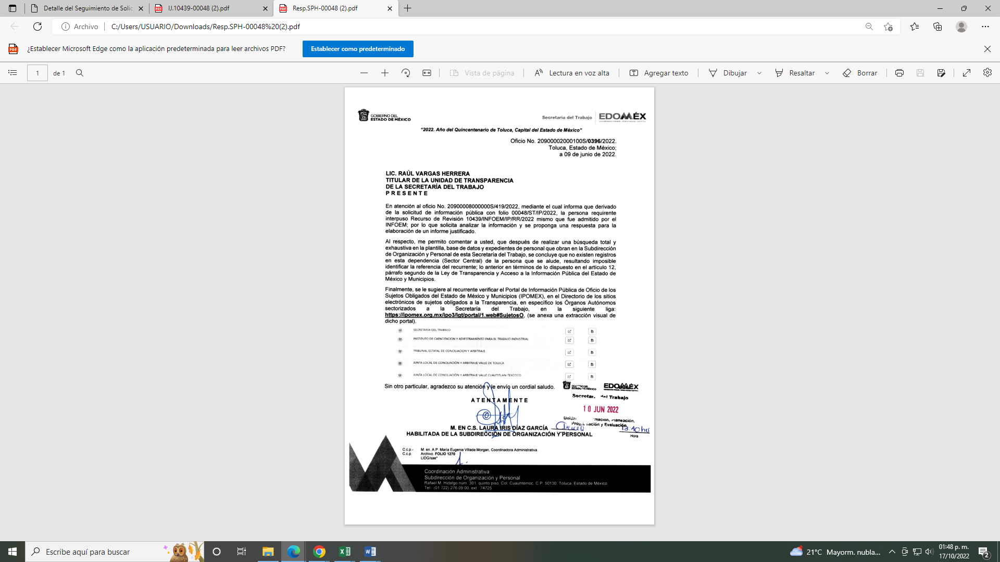 Detalle del Seguimiento de Solic
IJ.10439-00048 (2).pdf
Resp.SPH-00048 (2).pdf
Archivo
C:/Users/USUARIO/Downloads/Resp.SPH-00048%20(2).pdf
¿Establecer Microsoft Edge como la aplicación predeterminada para leer archivos PDF?
Establecer como predeterminado
1 de 1
Vista de página
Lectura en voz alta
Agregar texto
Dibujar
Resaltar
Borrar
GOBIERNO DEL
ESTADO DE MÉXICO
Secretaría del Trabajo
EDOMÉX
"2022. Año del Quincentenario de Toluca, Capital del Estado de México"
Oficio No. 20900002000100S/0396/2022.
Toluca, Estado de México;
a 09 de junio de 2022.
LIC. RAÚL VARGAS HERRERA
TITULAR DE LA UNIDAD DE TRANSPARENCIA
DE LA SECRETARÍA DEL TRABAJO
P R E S E N T E
En atención al oficio No. 20900008000000S/419/2022, mediante el cual informa que derivado
de la solicitud de información pública con folio 00048/ST/IP/2022, la persona requirente
interpuso Recurso de Revisión 10439/INFOEM/IP/RR/2022 mismo que fue admitido por el
INFOEM; por lo que solicita analizar la información y se proponga una respuesta para la
elaboración de un informe justificado.
Al respecto, me permito comentar a usted, que después de realizar una búsqueda total y
exhaustiva en la plantilla, base de datos y expedientes de personal que obran en la Subdirección
de Organización y Personal de esta Secretaría del Trabajo, se concluye que no existen registros
en esta dependencia (Sector Central) de la persona que se alude, resultando imposible
identificar la referencia del recurrente; lo anterior en términos de lo dispuesto en el artículo 12,
párrafo segundo de la Ley de Transparencia y Acceso a la Información Pública del Estado de
México y Municipios.
Finalmente, se le sugiere al recurrente verificar el Portal de Información Pública de Oficio de los
Sujetos Obligados del Estado de México y Municipios (IPOMEX), en el Directorio de los sitios
electrónicos de sujetos obligados a la Transparencia, en específico los Órganos Autónomos
sectorizados a la Secretaría del Trabajo, en la siguiente liga:
https://ipomex.org.mx/ipo3/lgt/portal/1.web#SujetosO, (se anexa una extracción visual de
dicho portal).
SECRETARÍA DEL TRABAJO
INSTITUTO DE CAPACITACION Y ADIESTRAMIENTO PARA EL TRABAJO INDUSTRIAL
TRIBUNAL ESTATAL DE CONCILIACION Y ARBITRAJE
JUNTA LOCAL DE CONCILIACIÓN Y ARBITRAJE VALLE DE TOLUCA
JUNTA LOCAL DE CONCILIACIÓN Y ARBITRAJE VALLE CUAUTITLAN-TEXCOCO
Sin otro particular, agradezco su atención y le envío un cordial saludo.
GOBIERNO DEL
ESTADO DE MÉXICO
EDOMÉX
A T E N T A M E N T E
del Trabajo
10 JUN 2022
Planeación,
y Evaluación
M. EN C.S. LAURA IRIS DÍAZ GARCÍA
13:40 hrs
HABILITADA DE LA SUBDIRECCIÓN DE ORGANIZACIÓN Y PERSONAL
Hora
C.c.p.- M. en. A.P. María Eugenia Villada Morgan, Coordinadora Administrativa.
C.c.p. Archivo. FOLIO 1270
LIDG/sae*
Coordinación Administrativa
Subdirección de Organización y Personal
Rafael M. Hidalgo núm. 301, quinto piso, Col. Cuauhtémoc, C.P. 50130, Toluca, Estado de México.
Tel.: (01 722) 276 09 00, ext.: 74725.
Escribe aquí para buscar
21°C Mayorm. nubla...
01:48 p. m.
17/10/2022
2